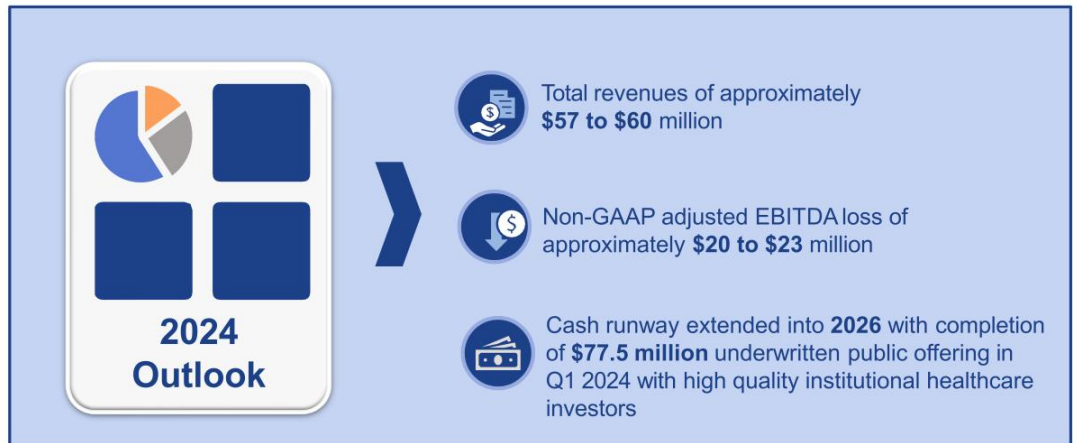 2024
Outlook
Total revenues of approximately
$57 to $60 million
Non-GAAP adjusted EBITDA loss of
approximately $20 to $23 million
Cash runway extended into 2026 with completion
of $77.5 million underwritten public offering in
Q1 2024 with high quality institutional healthcare
investors